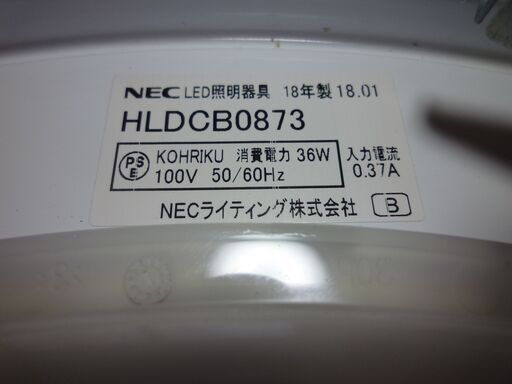 NEC LED照明器具 18年製 18.01
HLDCB0873
PSE KOHRIKU 消費電力 36W 入力電流
100V 50/60Hz 0.37A
NECライティング株式会社 B